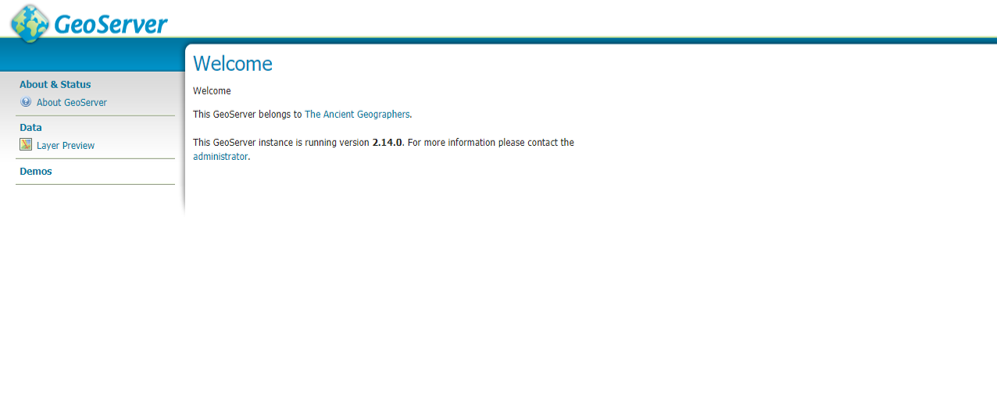 GeoServer
Welcome
About & Status
About GeoServer
Data
Layer Preview
Demos
Welcome
This GeoServer belongs to The Ancient Geographers.
This GeoServer instance is running version 2.14.0. For more information please contact the
administrator.